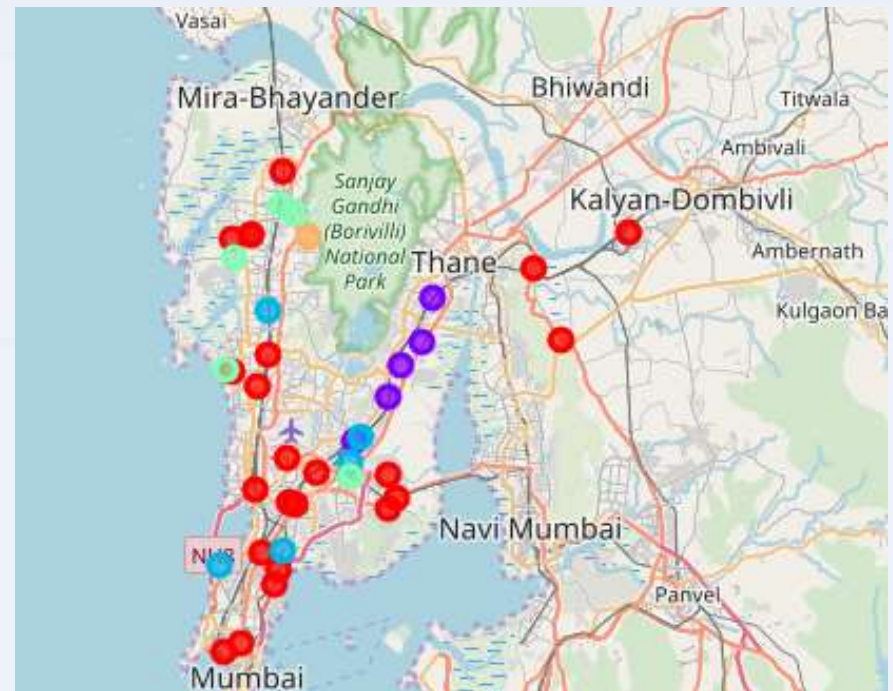 Vasai
Mira-Bhayander
Bhiwandi
Titwala
Ambivali
Sanjay
Gandhi
(Borivilli)
National
Park
Kalyan-Dombivli
Thane
Ambernath
Kulgaon Ba
Navi Mumbai
Panvel
Mumbai